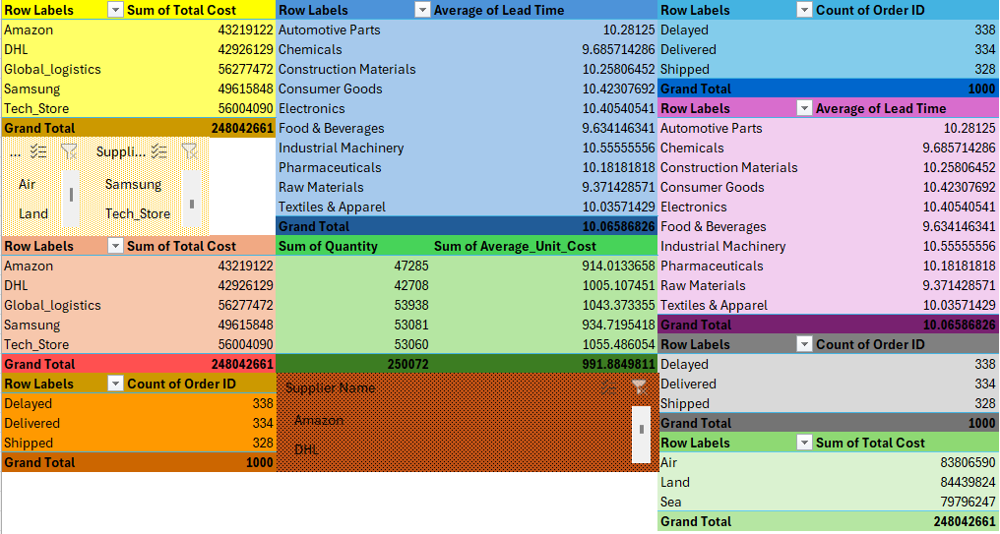 Row Labels Sum of Total Cost
Amazon 43219122
DHL 42926129
Global_logistics 56277472
Samsung 49615848
Tech_Store 56004090
Grand Total 248042661
... Suppli...
Air Samsung
Land Tech_Store
Row Labels Sum of Total Cost
Amazon 43219122
DHL 42926129
Global_logistics 56277472
Samsung 49615848
Tech_Store 56004090
Grand Total 248042661
Row Labels Count of Order ID
Delayed 338
Delivered 334
Shipped 328
Grand Total 1000
Row Labels Average of Lead Time
Automotive Parts 10.28125
Chemicals 9.685714286
Construction Materials 10.25806452
Consumer Goods 10.42307692
Electronics 10.40540541
Food & Beverages 9.634146341
Industrial Machinery 10.55555556
Pharmaceuticals 10.18181818
Raw Materials 9.371428571
Textiles & Apparel 10.03571429
Grand Total 10.06586826
Sum of Quantity Sum of Average_Unit_Cost
47285 914.0133658
42708 1005.107451
53938 1043.373355
53081 934.7195418
53060 1055.486054
250072 991.8849811
Supplier Name
Amazon
DHL
Row Labels Count of Order ID
Delayed 338
Delivered 334
Shipped 328
Grand Total 1000
Row Labels Average of Lead Time
Automotive Parts 10.28125
Chemicals 9.685714286
Construction Materials 10.25806452
Consumer Goods 10.42307692
Electronics 10.40540541
Food & Beverages 9.634146341
Industrial Machinery 10.55555556
Pharmaceuticals 10.18181818
Raw Materials 9.371428571
Textiles & Apparel 10.03571429
Grand Total 10.06586826
Row Labels Count of Order ID
Delayed 338
Delivered 334
Shipped 328
Grand Total 1000
Row Labels Sum of Total Cost
Air 83806590
Land 84439824
Sea 79796247
Grand Total 248042661